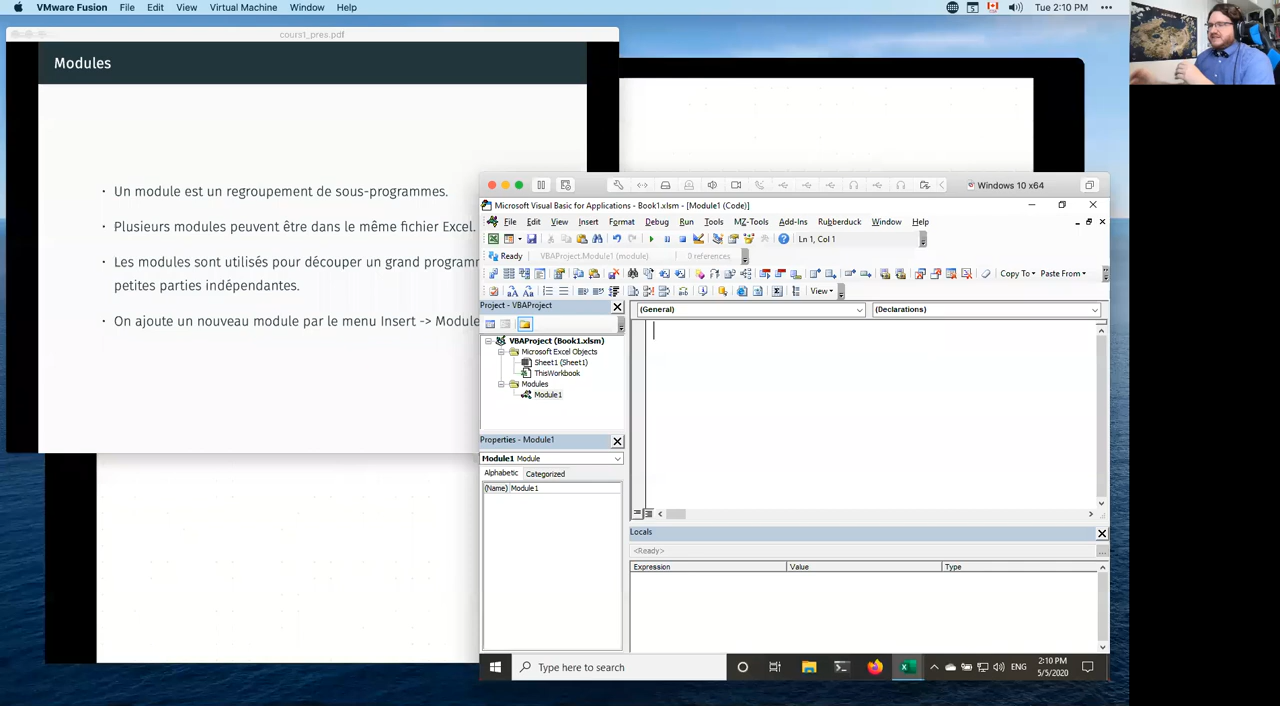 VMware Fusion File Edit View Virtual Machine Window Help
5
Tue 2:10 PM
cours1_pres.pdf
Modules
• Un module est un regroupement de sous-programmes.
• Plusieurs modules peuvent être dans le même fichier Excel.
• Les modules sont utilisés pour découper un grand programm
petites parties indépendantes.
• On ajoute un nouveau module par le menu Insert -> Module
Windows 10 x64
Microsoft Visual Basic for Applications - Book1.xlsm - [Module1 (Code)]
File Edit View Insert Format Debug Run Tools MZ-Tools Add-Ins Rubberduck Window Help
Ln 1, Col 1
Ready VBAProject.Module1 (module) 0 references
Copy To Paste From
View
Project - VBAProject
(General) (Declarations)
VBAProject (Book1.xlsm)
Microsoft Excel Objects
Sheet1 (Sheet1)
ThisWorkbook
Modules
Module1
Properties - Module1
Module1 Module
Alphabetic Categorized
(Name) Module1
Locals
<Ready>
Expression Value Type
Type here to search
ENG
2:10 PM
5/5/2020